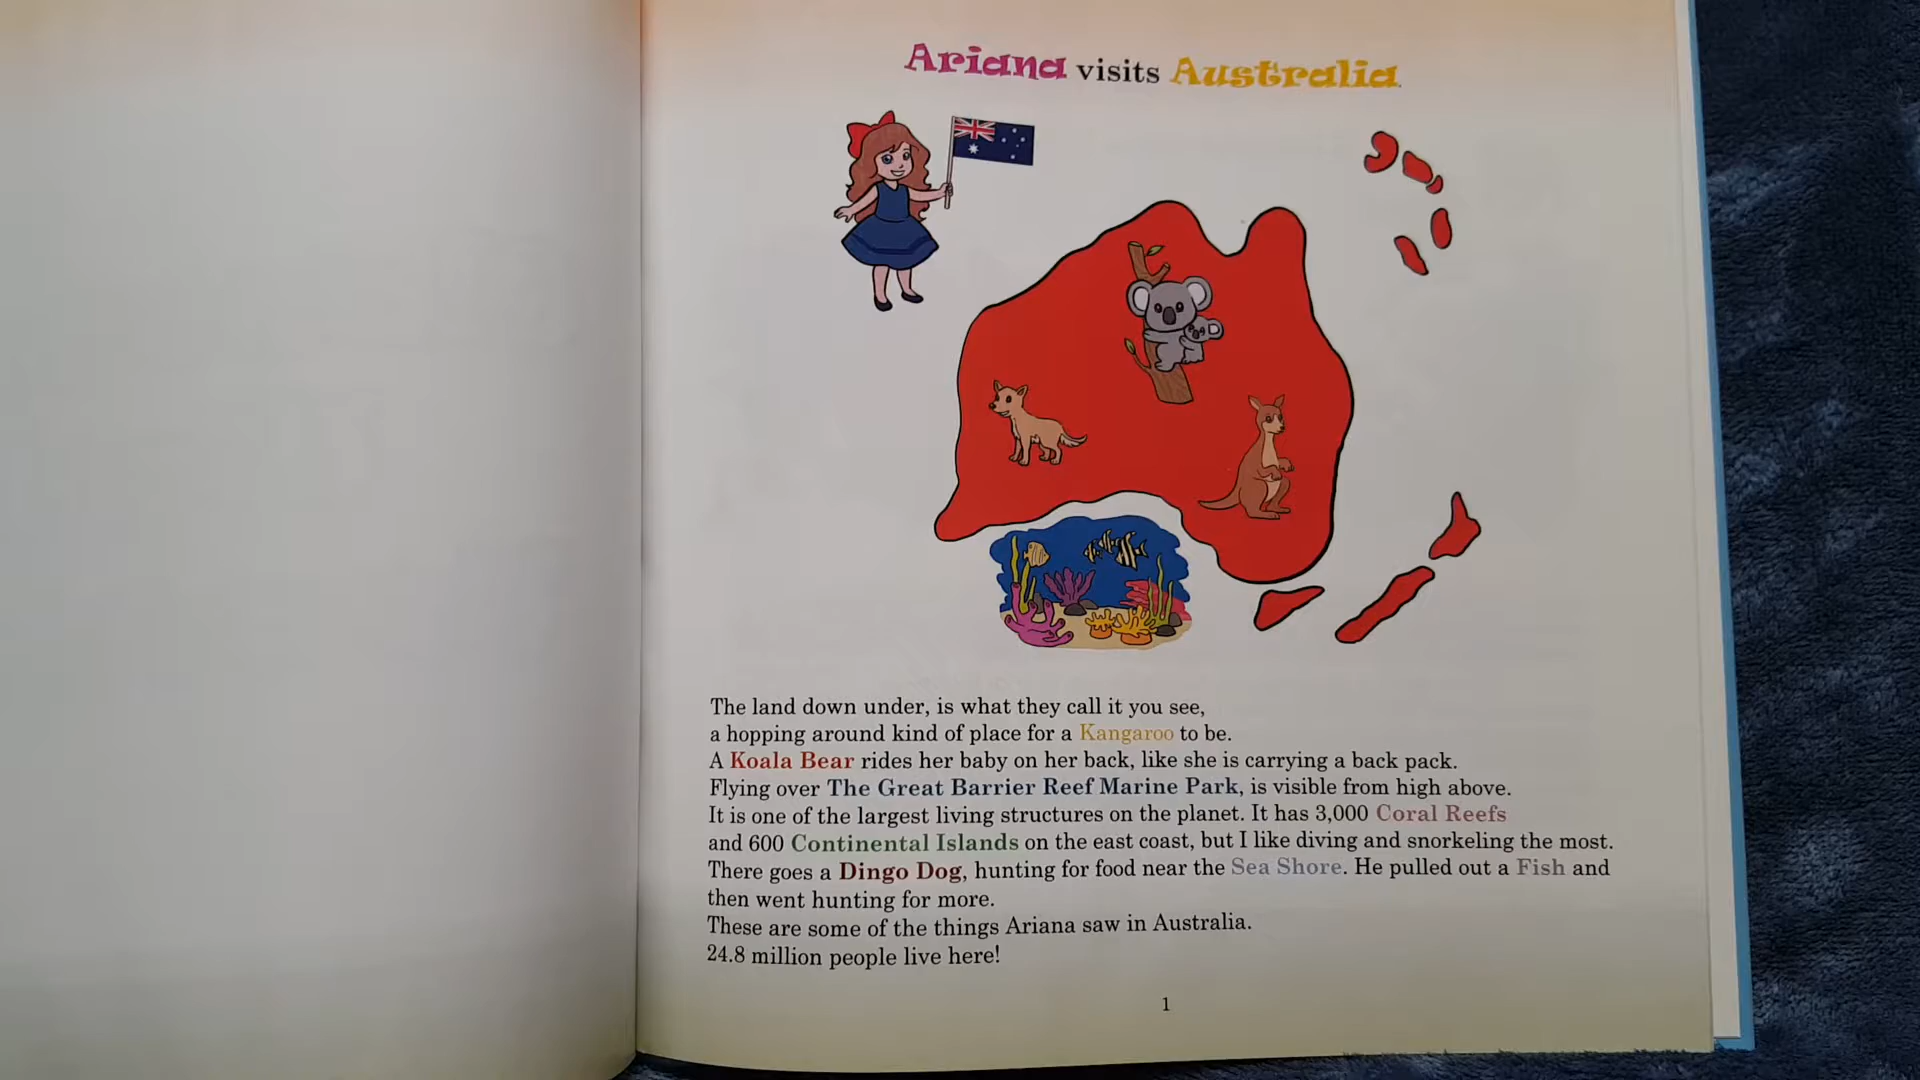 Ariana visits Australia.
The land down under, is what they call it you see,
a hopping around kind of place for a Kangaroo to be.
A Koala Bear rides her baby on her back, like she is carrying a back pack.
Flying over The Great Barrier Reef Marine Park, is visible from high above.
It is one of the largest living structures on the planet. It has 3,000 Coral Reefs
and 600 Continental Islands on the east coast, but I like diving and snorkeling the most.
There goes a Dingo Dog, hunting for food near the Sea Shore. He pulled out a Fish and
then went hunting for more.
These are some of the things Ariana saw in Australia.
24.8 million people live here!
1